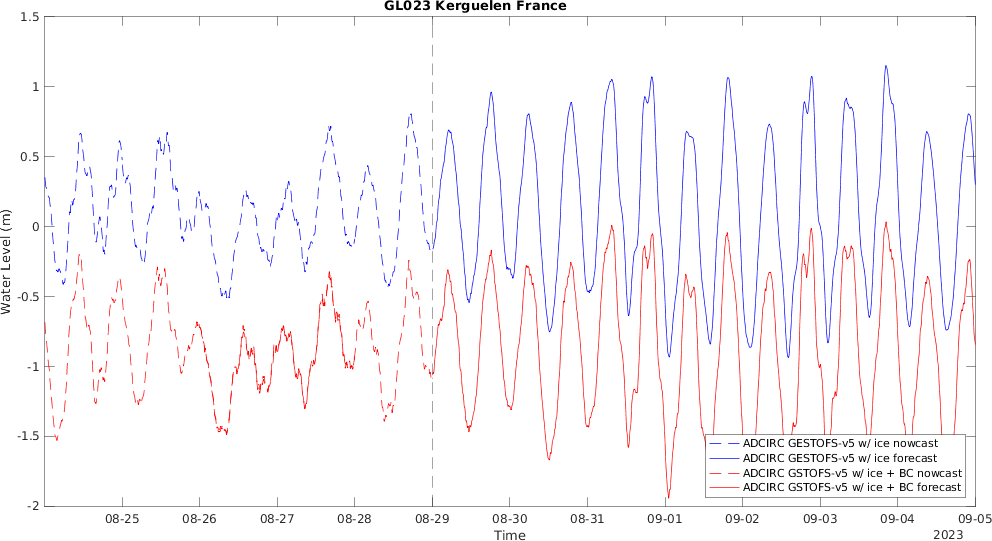 GL023 Kerguelen France
1.5
1
0.5
0
-0.5
-1
-1.5
-2
Water Level (m)
ADCIRC GESTOFS-v5 w/ ice nowcast
ADCIRC GESTOFS-v5 w/ ice forecast
ADCIRC GSTOFS-v5 w/ ice + BC nowcast
ADCIRC GSTOFS-v5 w/ ice + BC forecast
08-25 08-26 08-27 08-28 08-29 08-30 08-31 09-01 09-02 09-03 09-04 09-05
Time
2023